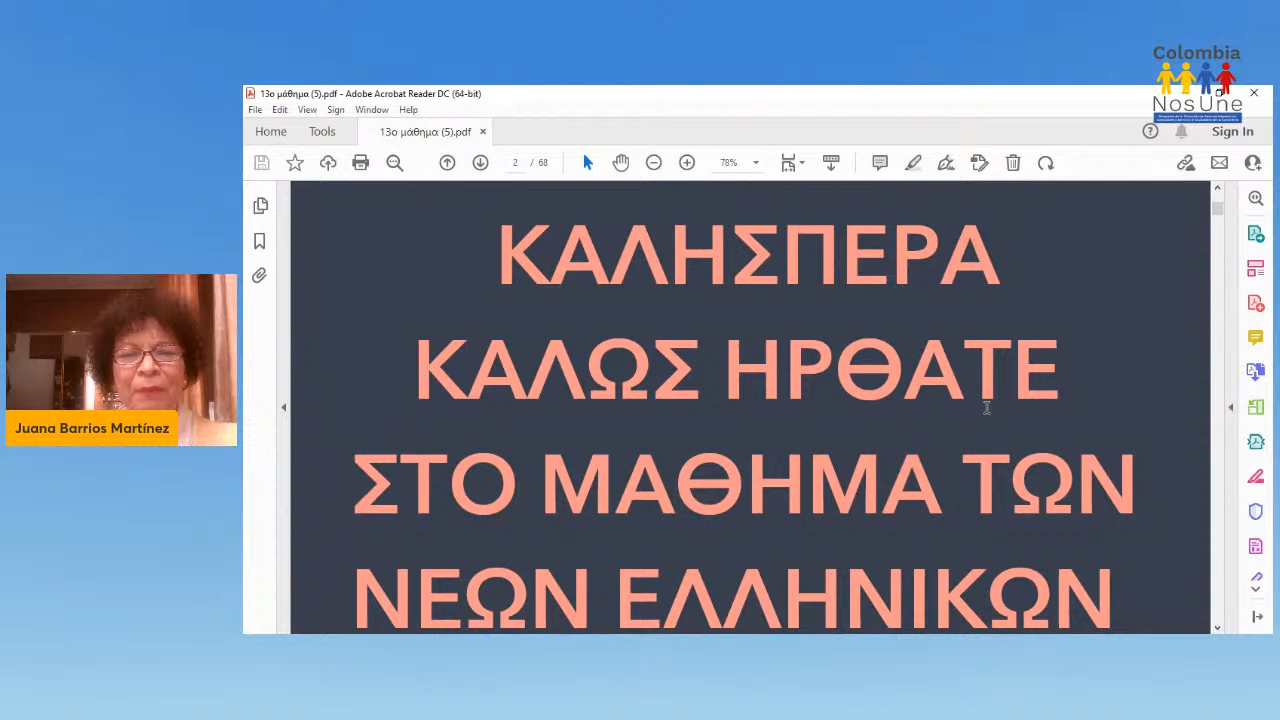 Colombia
NosUne
13ο μάθημα (5).pdf - Adobe Acrobat Reader DC (64-bit)
File Edit View Sign Window Help
Home Tools 13ο μάθημα (5).pdf Sign In
2 / 68 78%
ΚΑΛΗΣΠΕΡΑ
ΚΑΛΩΣ ΗΡΘΑΤΕ
ΣΤΟ ΜΑΘΗΜΑ ΤΩΝ
ΝΕΩΝ ΕΛΛΗΝΙΚΩΝ
Juana Barrios Martínez